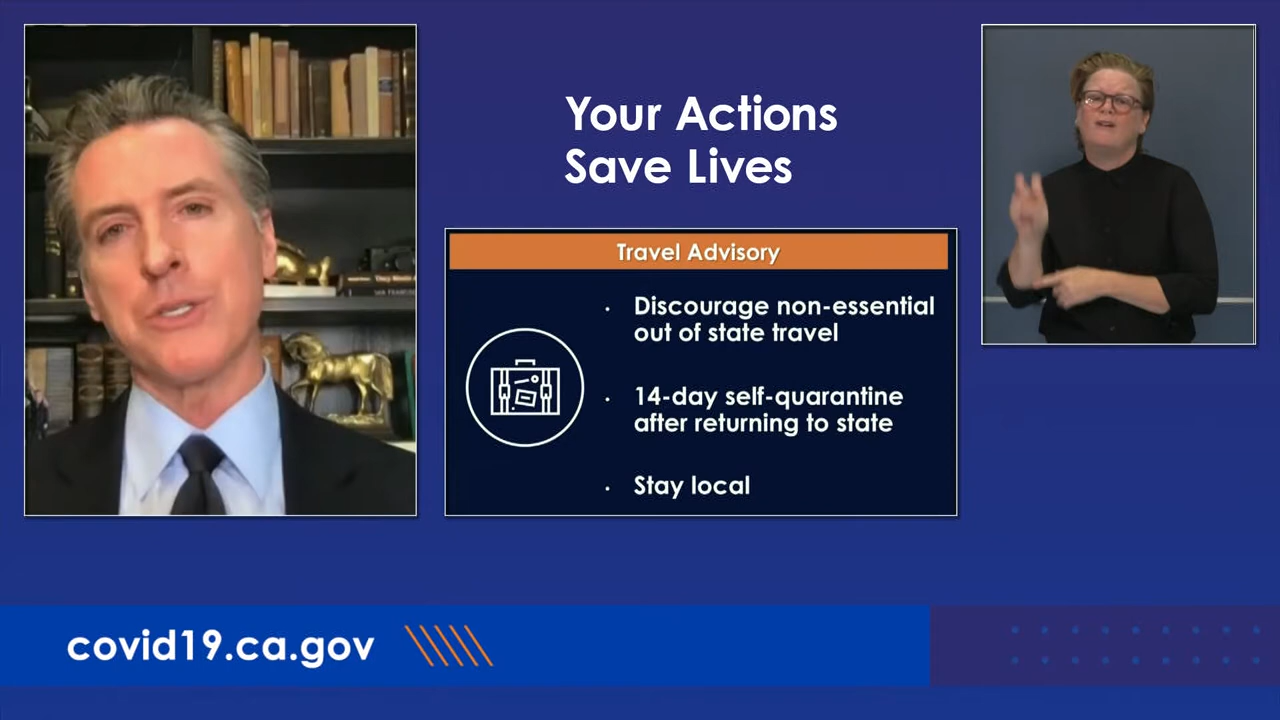 Your Actions
Save Lives
Travel Advisory
• Discourage non-essential
out of state travel
• 14-day self-quarantine
after returning to state
• Stay local
covid19.ca.gov